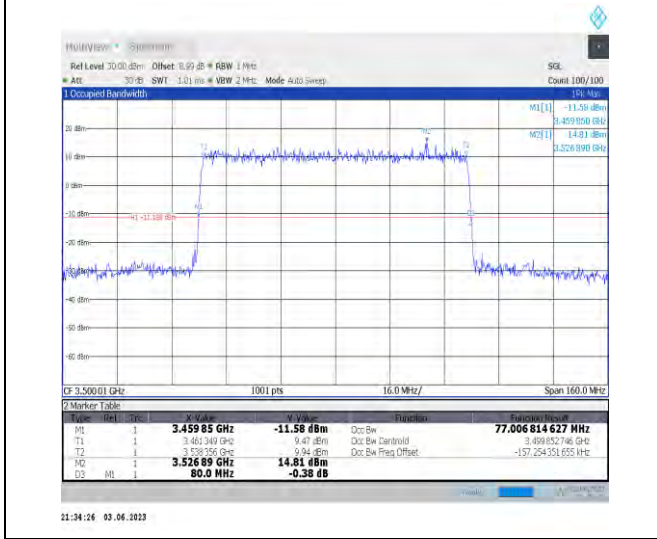 MultiView Spectrum
Ref Level 30.00 dBm Offset 8.99 dB RBW 1 MHz SGL
Att 30 dB SWT 1.01 ms VBW 2 MHz Mode Auto Sweep Count 100/100
1 Occupied Bandwidth 1Pk Max
M1[1] -11.58 dBm
3.459850 GHz
M2[1] 14.81 dBm
3.526890 GHz
20 dBm
10 dBm
0 dBm
-10 dBm
-20 dBm
-30 dBm
-40 dBm
-50 dBm
-60 dBm
H1 -11.188 dBm
T1
M2
T2
M1
CF 3.50001 GHz 1001 pts 16.0 MHz/ Span 160.0 MHz
2 Marker Table
Type Ref Trc X-Value Y-Value Function Function Result
M1 1 3.459 85 GHz -11.58 dBm Occ Bw 77.006 814 627 MHz
T1 1 3.461 349 GHz 9.47 dBm Occ Bw Centroid 3.499 852 746 GHz
T2 1 3.538 356 GHz 9.94 dBm Occ Bw Freq Offset -157.254 351 655 kHz
M2 1 3.526 89 GHz 14.81 dBm
D3 M1 1 80.0 MHz -0.38 dB
21:34:26 03.06.2023